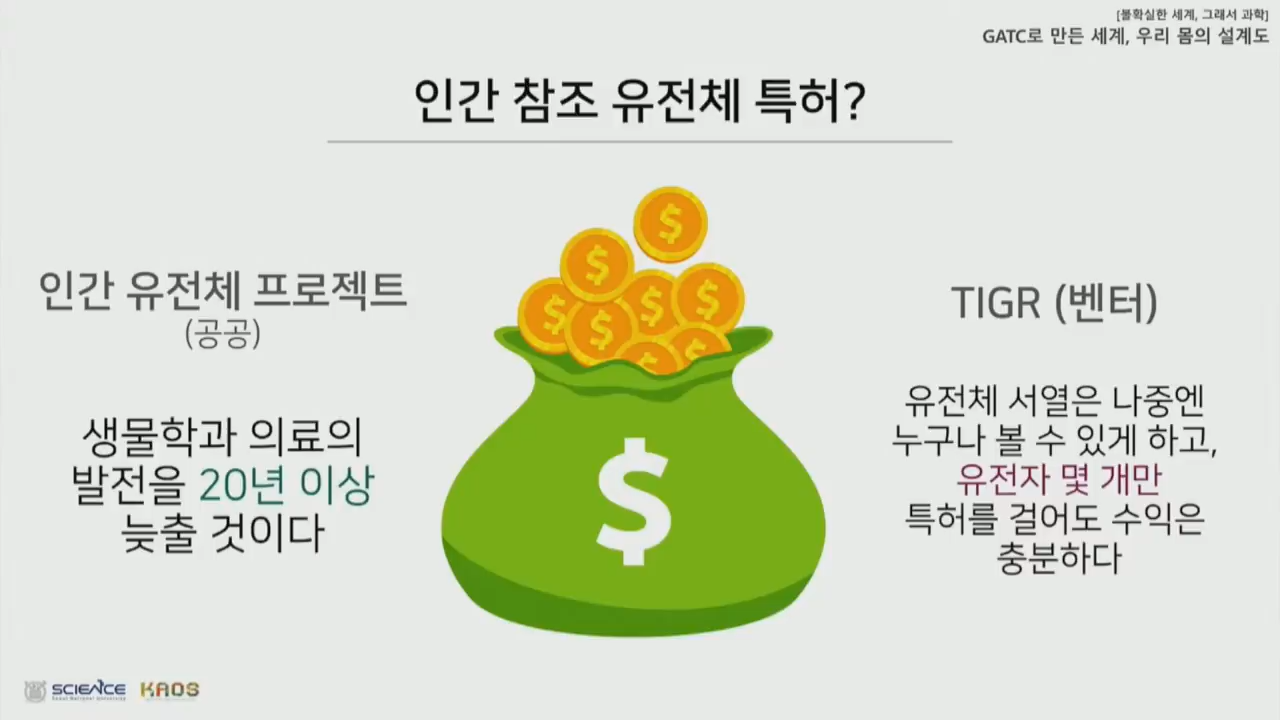 [불확실한 세계, 그래서 과학]
GATC로 만든 세계, 우리 몸의 설계도
인간 참조 유전체 특허?
인간 유전체 프로젝트
(공공)
생물학과 의료의
발전을 20년 이상
늦출 것이다
$
$
$
$
$
$
$
$
$
TIGR (벤터)
유전체 서열은 나중엔
누구나 볼 수 있게 하고,
유전자 몇 개만
특허를 걸어도 수익은
충분하다
SCIENCE
Seoul National University
KAOS